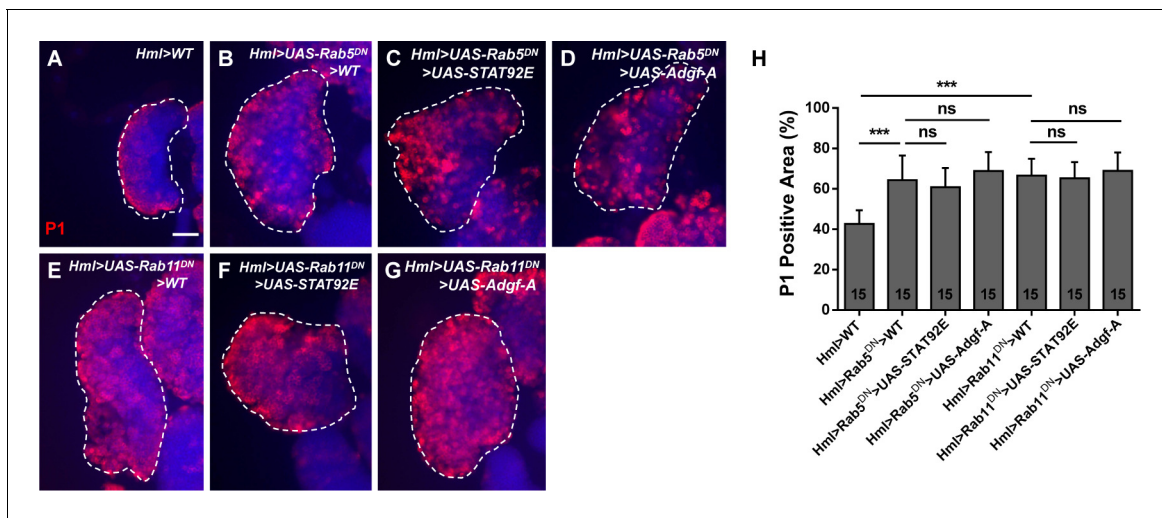 A
Hml>WT
P1
B
Hml>UAS-Rab5ᴰᴺ
>WT
C
Hml>UAS-Rab5ᴰᴺ
>UAS-STAT92E
D
Hml>UAS-Rab5ᴰᴺ
>UAS-Adgf-A
E
Hml>UAS-Rab11ᴰᴺ
>WT
F
Hml>UAS-Rab11ᴰᴺ
>UAS-STAT92E
G
Hml>UAS-Rab11ᴰᴺ
>UAS-Adgf-A
H
***
ns
ns
***
ns
ns
P1 Positive Area (%)
100
80
60
40
20
0
15 15 15 15 15 15 15
Hml>WT
Hml>Rab5ᴰᴺ>WT
Hml>Rab5ᴰᴺ>UAS-STAT92E
Hml>Rab5ᴰᴺ>UAS-Adgf-A
Hml>Rab11ᴰᴺ>WT
Hml>Rab11ᴰᴺ>UAS-STAT92E
Hml>Rab11ᴰᴺ>UAS-Adgf-A